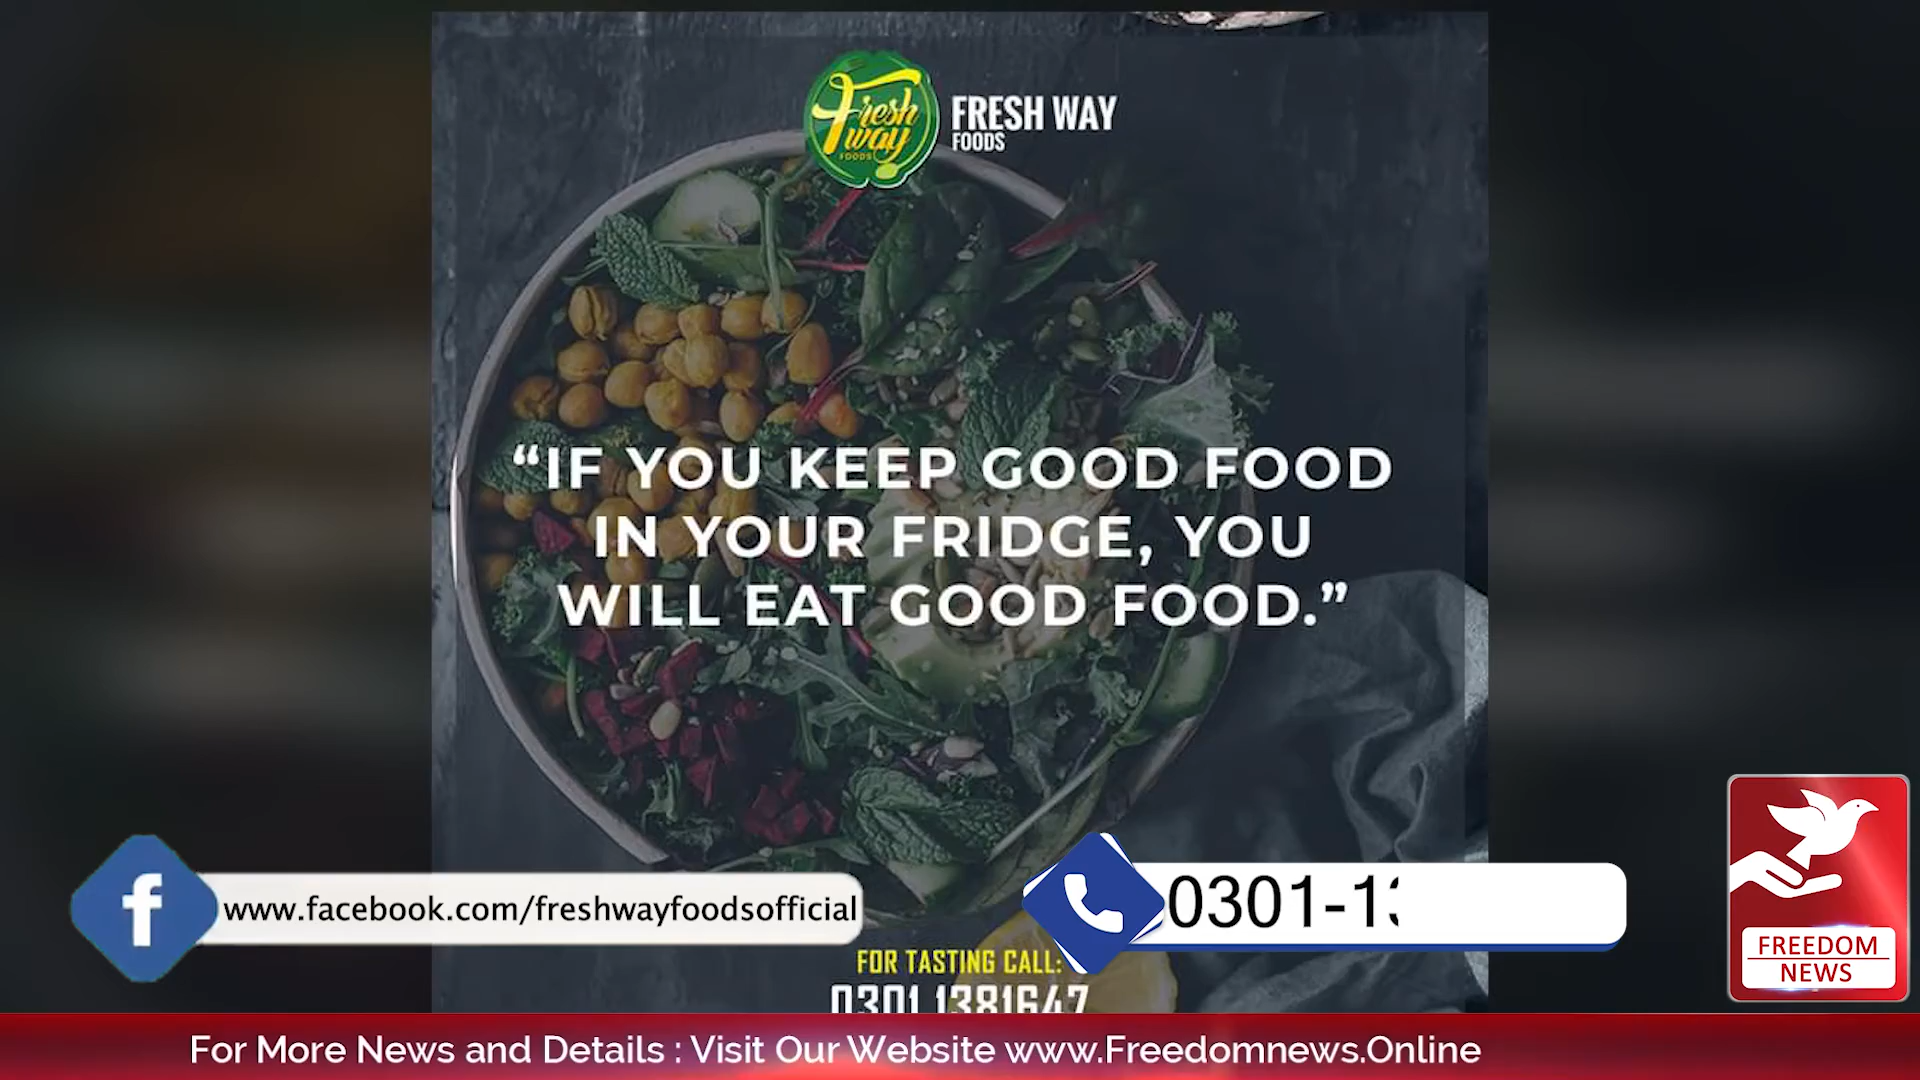 Fresh
way
FOODS
FRESH WAY
FOODS
“IF YOU KEEP GOOD FOOD
IN YOUR FRIDGE, YOU
WILL EAT GOOD FOOD.”
f
www.facebook.com/freshwayfoodsofficial
0301-1
FOR TASTING CALL:
0301 1381647
FREEDOM
NEWS
For More News and Details : Visit Our Website www.Freedomnews.Online